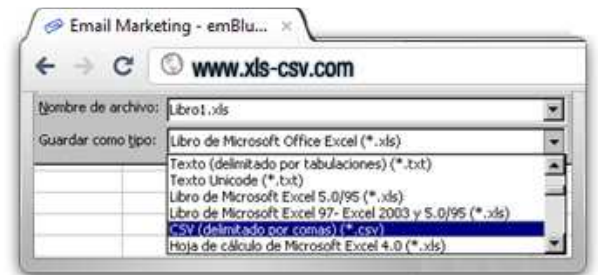 Email Marketing - emBlu...
www.xls-csv.com
Nombre de archivo: Libro1.xls
Guardar como tipo: Libro de Microsoft Office Excel (*.xls)
Texto (delimitado por tabulaciones) (*.txt)
Texto Unicode (*.txt)
Libro de Microsoft Excel 5.0/95 (*.xls)
Libro de Microsoft Excel 97- Excel 2003 y 5.0/95 (*.xls)
CSV (delimitado por comas) (*.csv)
Hoja de cálculo de Microsoft Excel 4.0 (*.xls)